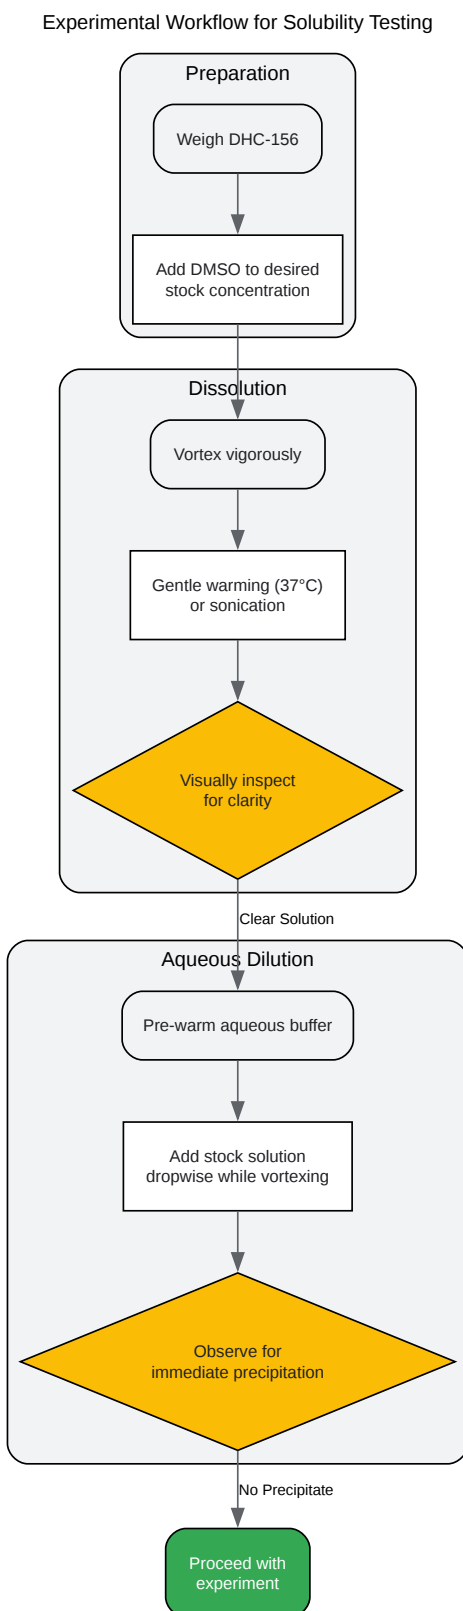 Experimental Workflow for Solubility Testing
Preparation
Weigh DHC-156
Add DMSO to desired
stock concentration
Dissolution
Vortex vigorously
Gentle warming (37°C)
or sonication
Visually inspect
for clarity
Clear Solution
Aqueous Dilution
Pre-warm aqueous buffer
Add stock solution
dropwise while vortexing
Observe for
immediate precipitation
No Precipitate
Proceed with
experiment